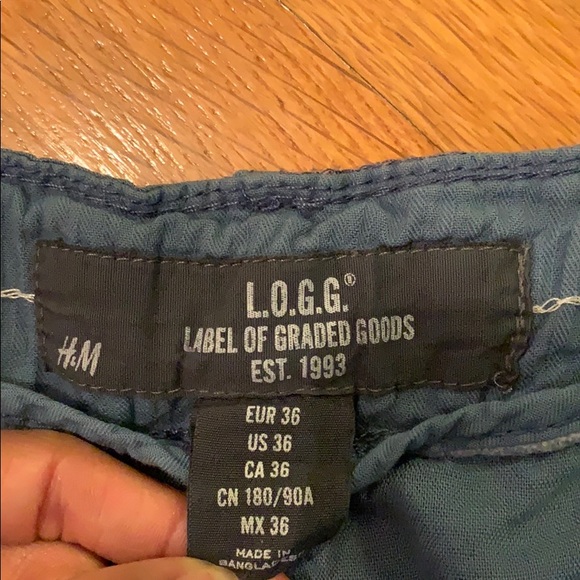 L.O.G.G.®
LABEL OF GRADED GOODS
H&M
EST. 1993
EUR 36
US 36
CA 36
CN 180/90A
MX 36
MADE IN
BANGLADESH